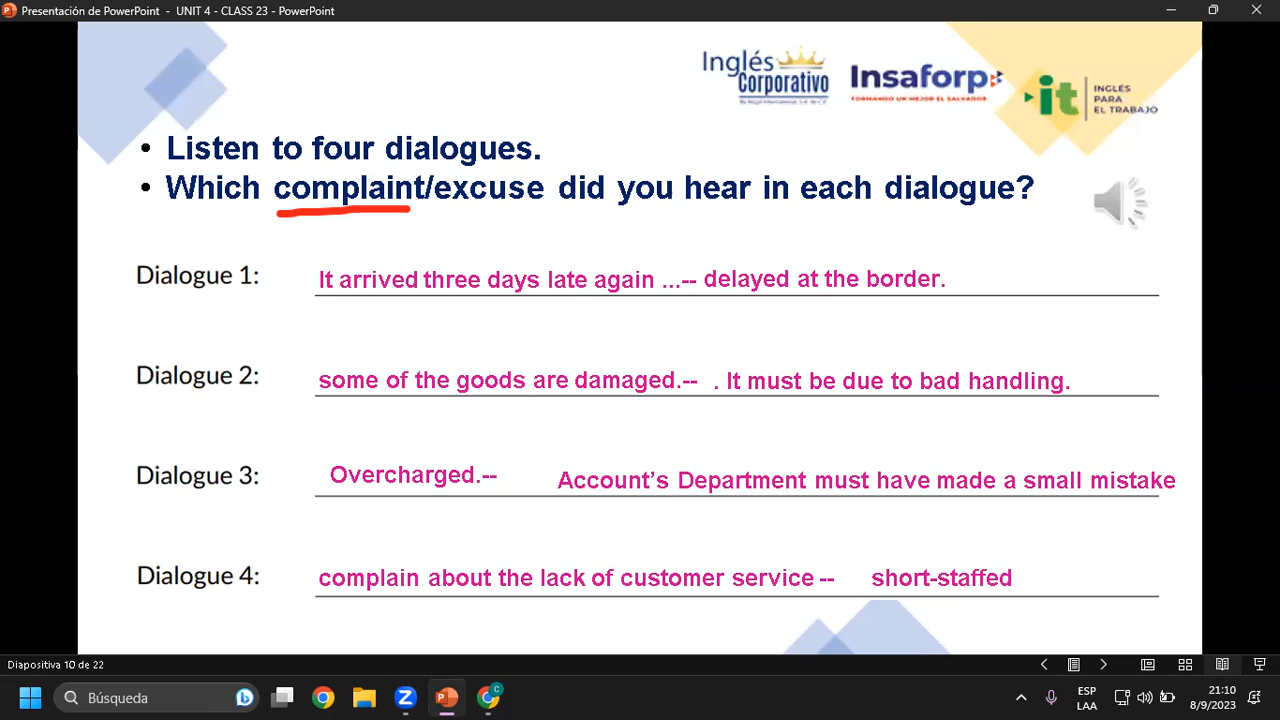 Presentación de PowerPoint - UNIT 4 - CLASS 23 - PowerPoint
Inglés
Corporativo
Insaforp
FORMANDO UN MEJOR EL SALVADOR
it
INGLÉS
PARA
EL TRABAJO
• Listen to four dialogues.
• Which complaint/excuse did you hear in each dialogue?
Dialogue 1: It arrived three days late again ...-- delayed at the border.
Dialogue 2: some of the goods are damaged.-- . It must be due to bad handling.
Dialogue 3: Overcharged.-- Account’s Department must have made a small mistake
Dialogue 4: complain about the lack of customer service -- short-staffed
Diapositiva 10 de 22
Búsqueda
ESP
LAA
21:10
8/9/2023